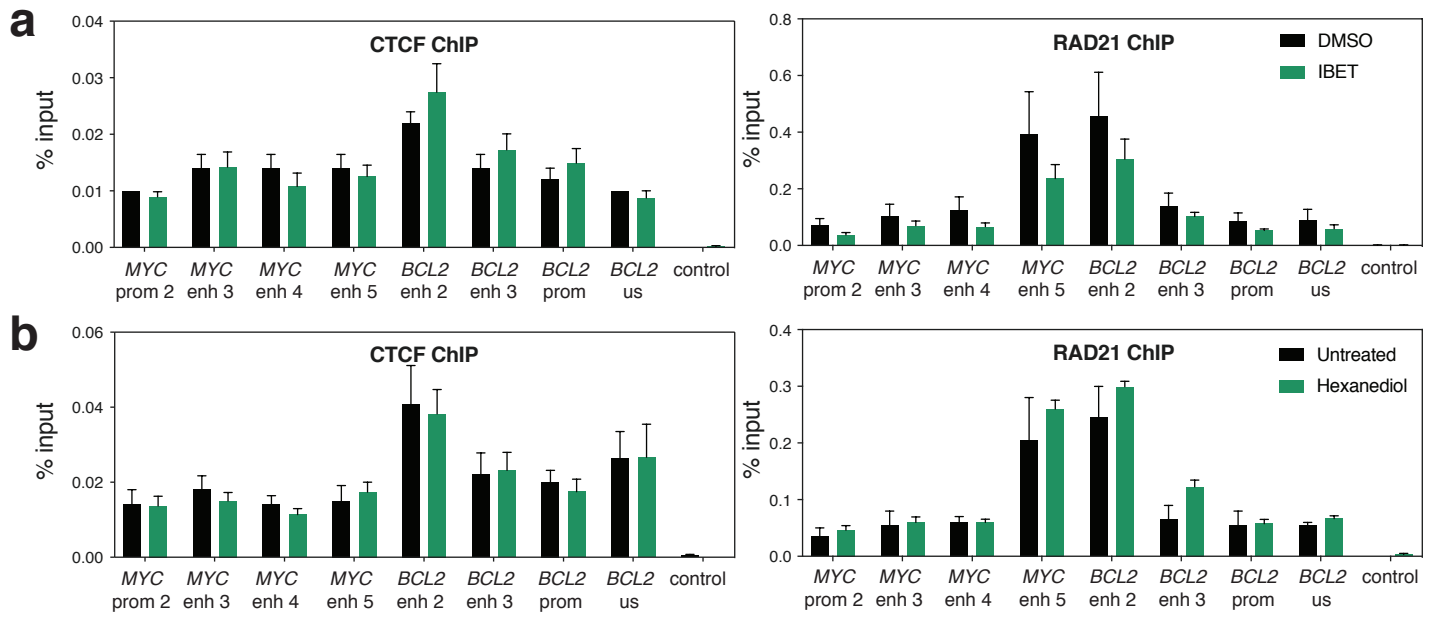 a
CTCF ChIP
% input
0.04
0.03
0.02
0.01
0.00
MYC MYC MYC MYC BCL2 BCL2 BCL2 BCL2 control
prom 2 enh 3 enh 4 enh 5 enh 2 enh 3 prom us
RAD21 ChIP
DMSO
IBET
% input
0.8
0.6
0.4
0.2
0.0
MYC MYC MYC MYC BCL2 BCL2 BCL2 BCL2 control
prom 2 enh 3 enh 4 enh 5 enh 2 enh 3 prom us
b
CTCF ChIP
% input
0.06
0.04
0.02
0.00
MYC MYC MYC MYC BCL2 BCL2 BCL2 BCL2 control
prom 2 enh 3 enh 4 enh 5 enh 2 enh 3 prom us
RAD21 ChIP
Untreated
Hexanediol
% input
0.4
0.3
0.2
0.1
0.0
MYC MYC MYC MYC BCL2 BCL2 BCL2 BCL2 control
prom 2 enh 3 enh 4 enh 5 enh 2 enh 3 prom us